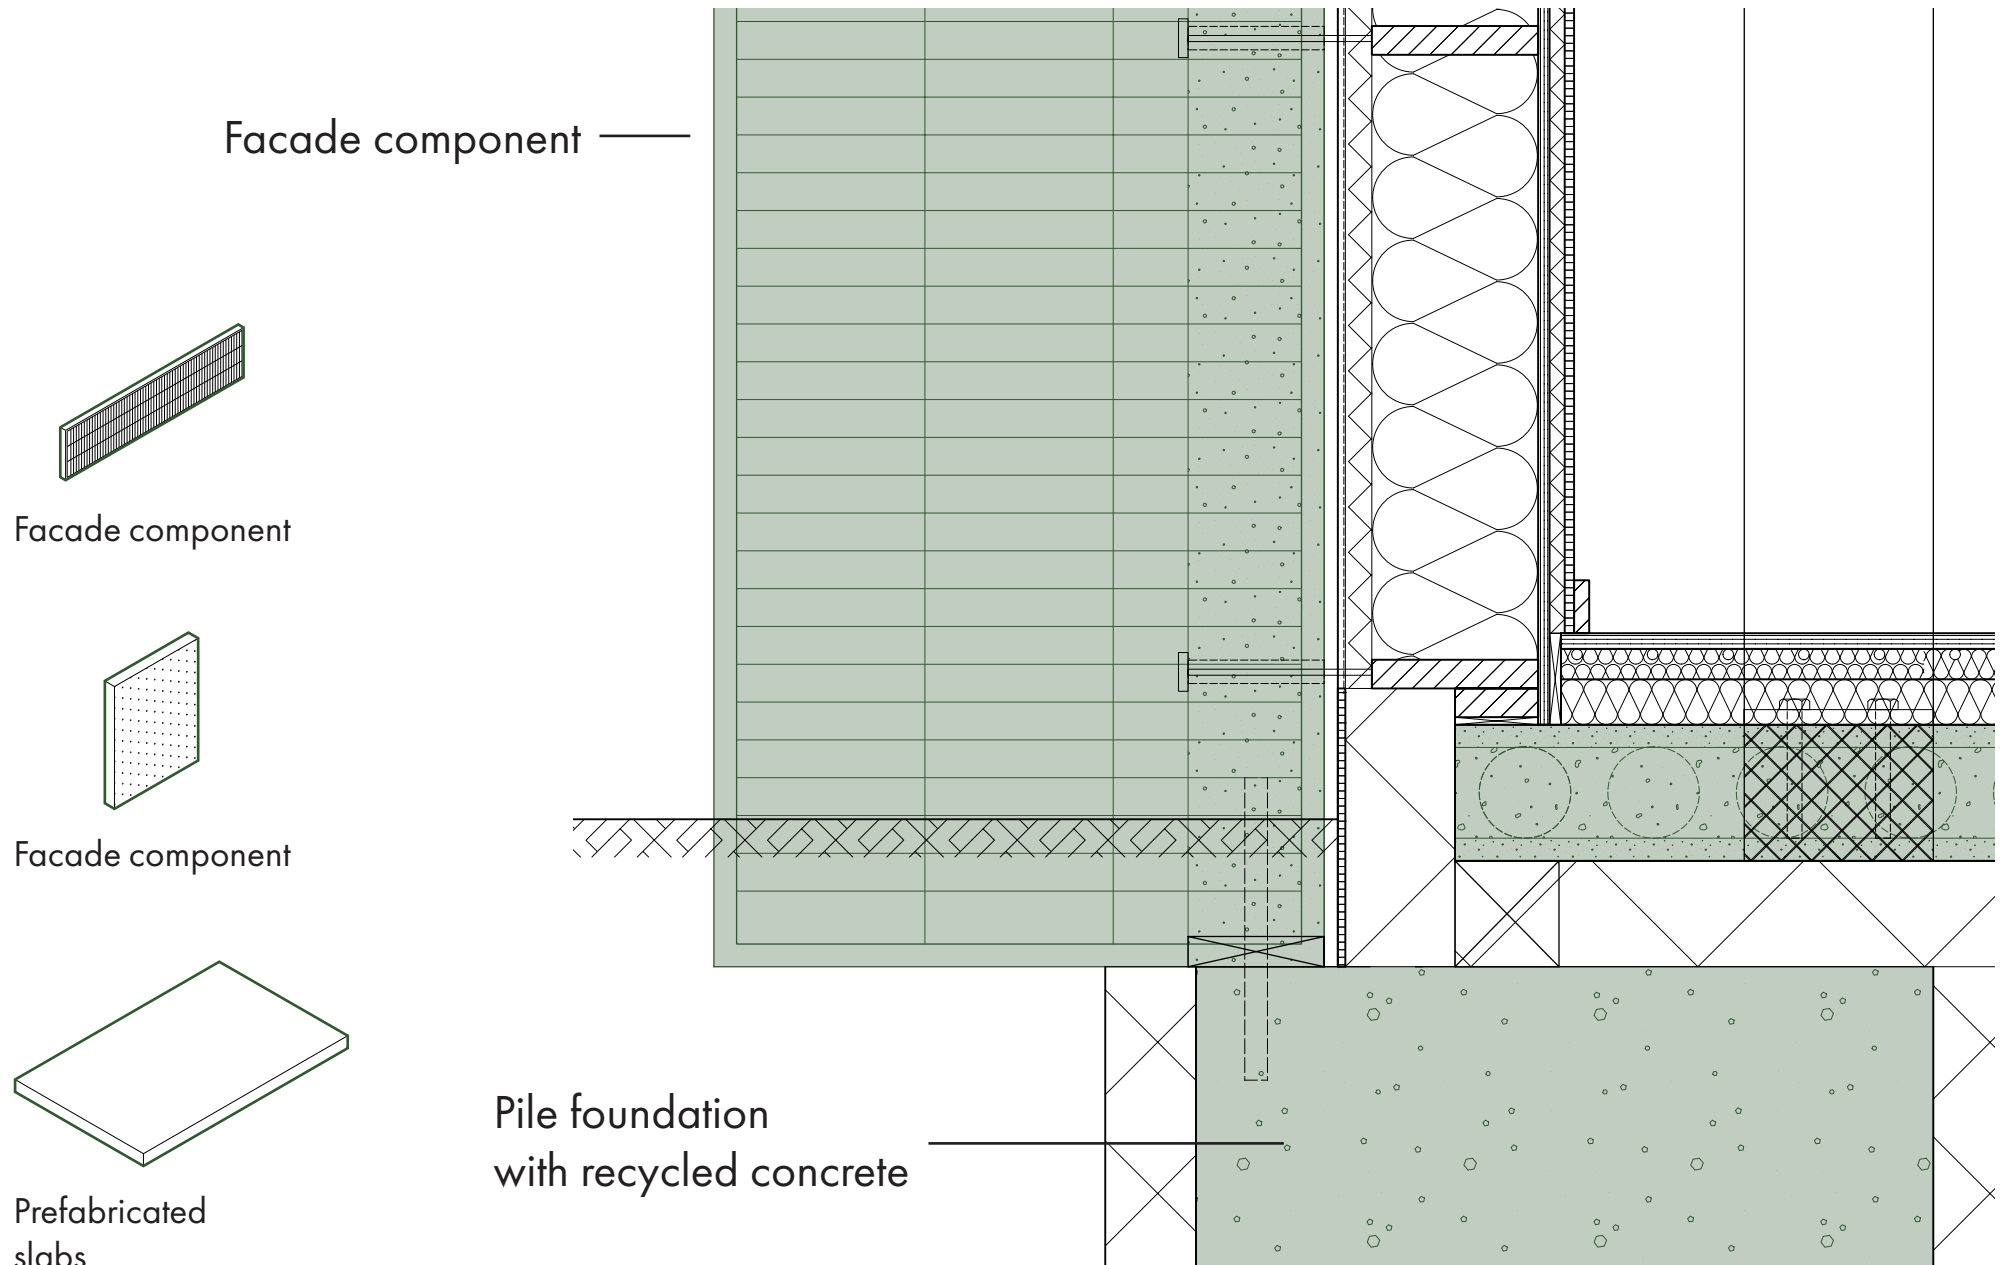 Facade component
Facade component
Facade component
Prefabricated
slabs
Pile foundation
with recycled concrete